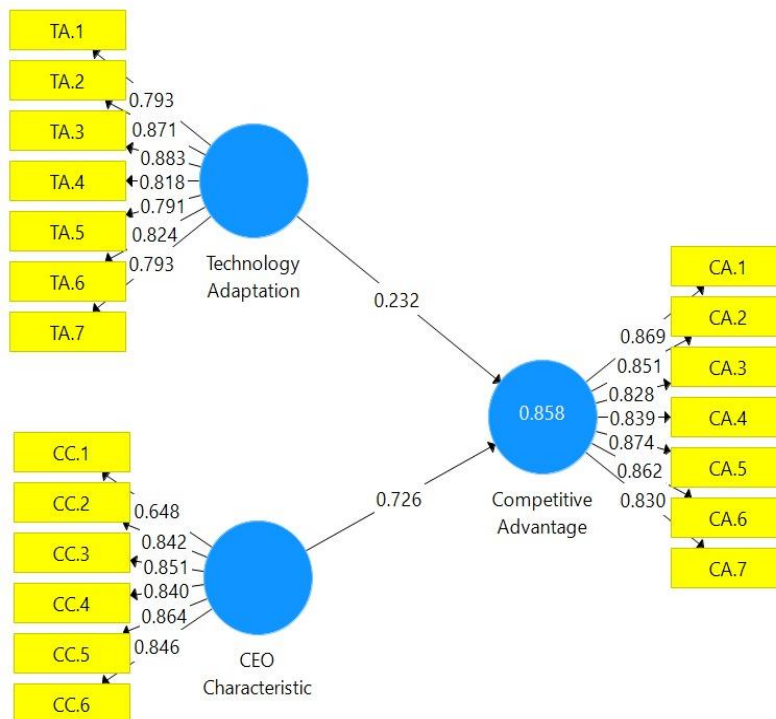 TA.1
TA.2
TA.3
TA.4
TA.5
TA.6
TA.7
0.793
0.871
0.883
0.818
0.791
0.824
0.793
Technology
Adaptation
0.232
CC.1
CC.2
CC.3
CC.4
CC.5
CC.6
0.648
0.842
0.851
0.840
0.864
0.846
CEO
Characteristic
0.726
0.858
Competitive
Advantage
0.869
0.851
0.828
0.839
0.874
0.862
0.830
CA.1
CA.2
CA.3
CA.4
CA.5
CA.6
CA.7